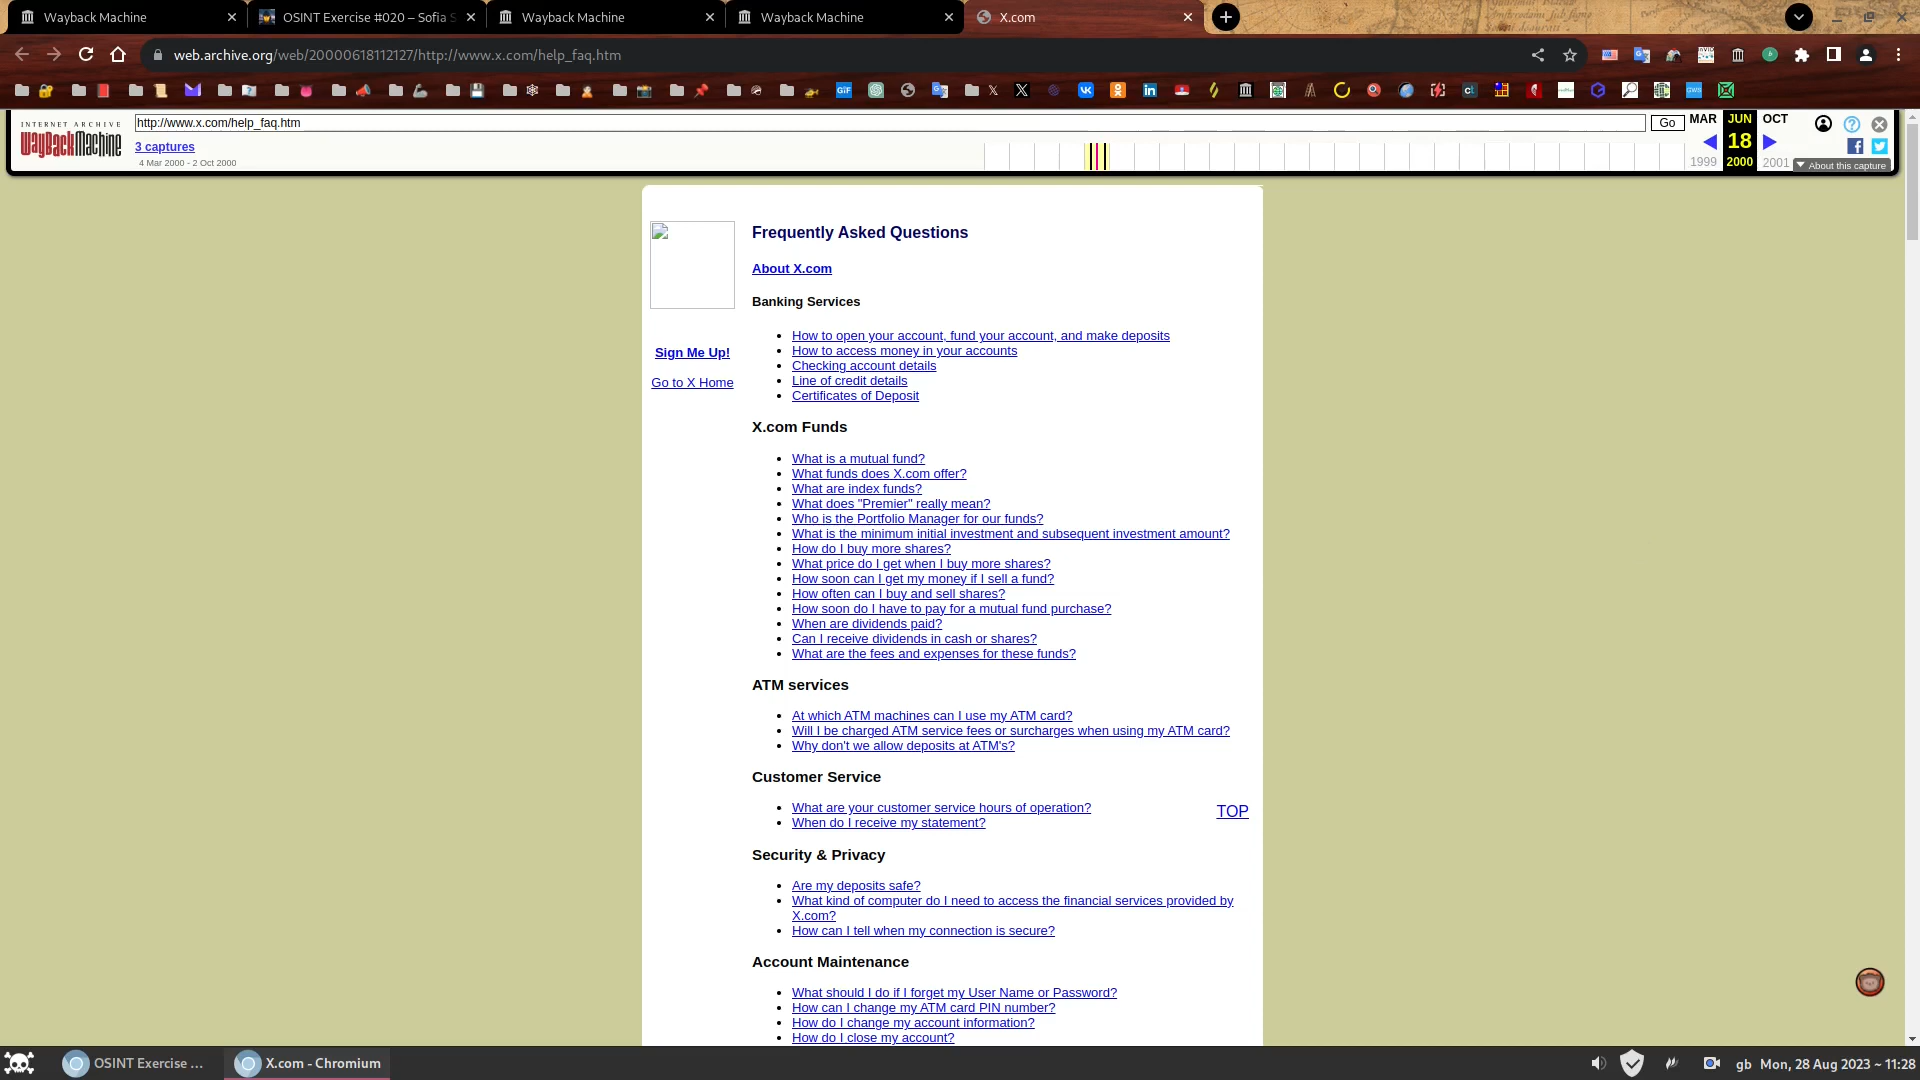 Wayback Machine
OSINT Exercise #020 – Sofia S
Wayback Machine
Wayback Machine
X.com
web.archive.org/web/20000618112127/http://www.x.com/help_faq.htm
INTERNET ARCHIVE
WayBackMachine
http://www.x.com/help_faq.htm
Go
MAR
JUN
OCT
3 captures
18
4 Mar 2000 - 2 Oct 2000
1999
2000
2001
About this capture
Frequently Asked Questions
About X.com
Banking Services
Sign Me Up!
Go to X Home
How to open your account, fund your account, and make deposits
How to access money in your accounts
Checking account details
Line of credit details
Certificates of Deposit
X.com Funds
What is a mutual fund?
What funds does X.com offer?
What are index funds?
What does "Premier" really mean?
Who is the Portfolio Manager for our funds?
What is the minimum initial investment and subsequent investment amount?
How do I buy more shares?
What price do I get when I buy more shares?
How soon can I get my money if I sell a fund?
How often can I buy and sell shares?
How soon do I have to pay for a mutual fund purchase?
When are dividends paid?
Can I receive dividends in cash or shares?
What are the fees and expenses for these funds?
ATM services
At which ATM machines can I use my ATM card?
Will I be charged ATM service fees or surcharges when using my ATM card?
Why don't we allow deposits at ATM's?
Customer Service
What are your customer service hours of operation?
TOP
When do I receive my statement?
Security & Privacy
Are my deposits safe?
What kind of computer do I need to access the financial services provided by
X.com?
How can I tell when my connection is secure?
Account Maintenance
What should I do if I forget my User Name or Password?
How can I change my ATM card PIN number?
How do I change my account information?
How do I close my account?
OSINT Exercise ...
X.com - Chromium
gb
Mon, 28 Aug 2023 ~ 11:28